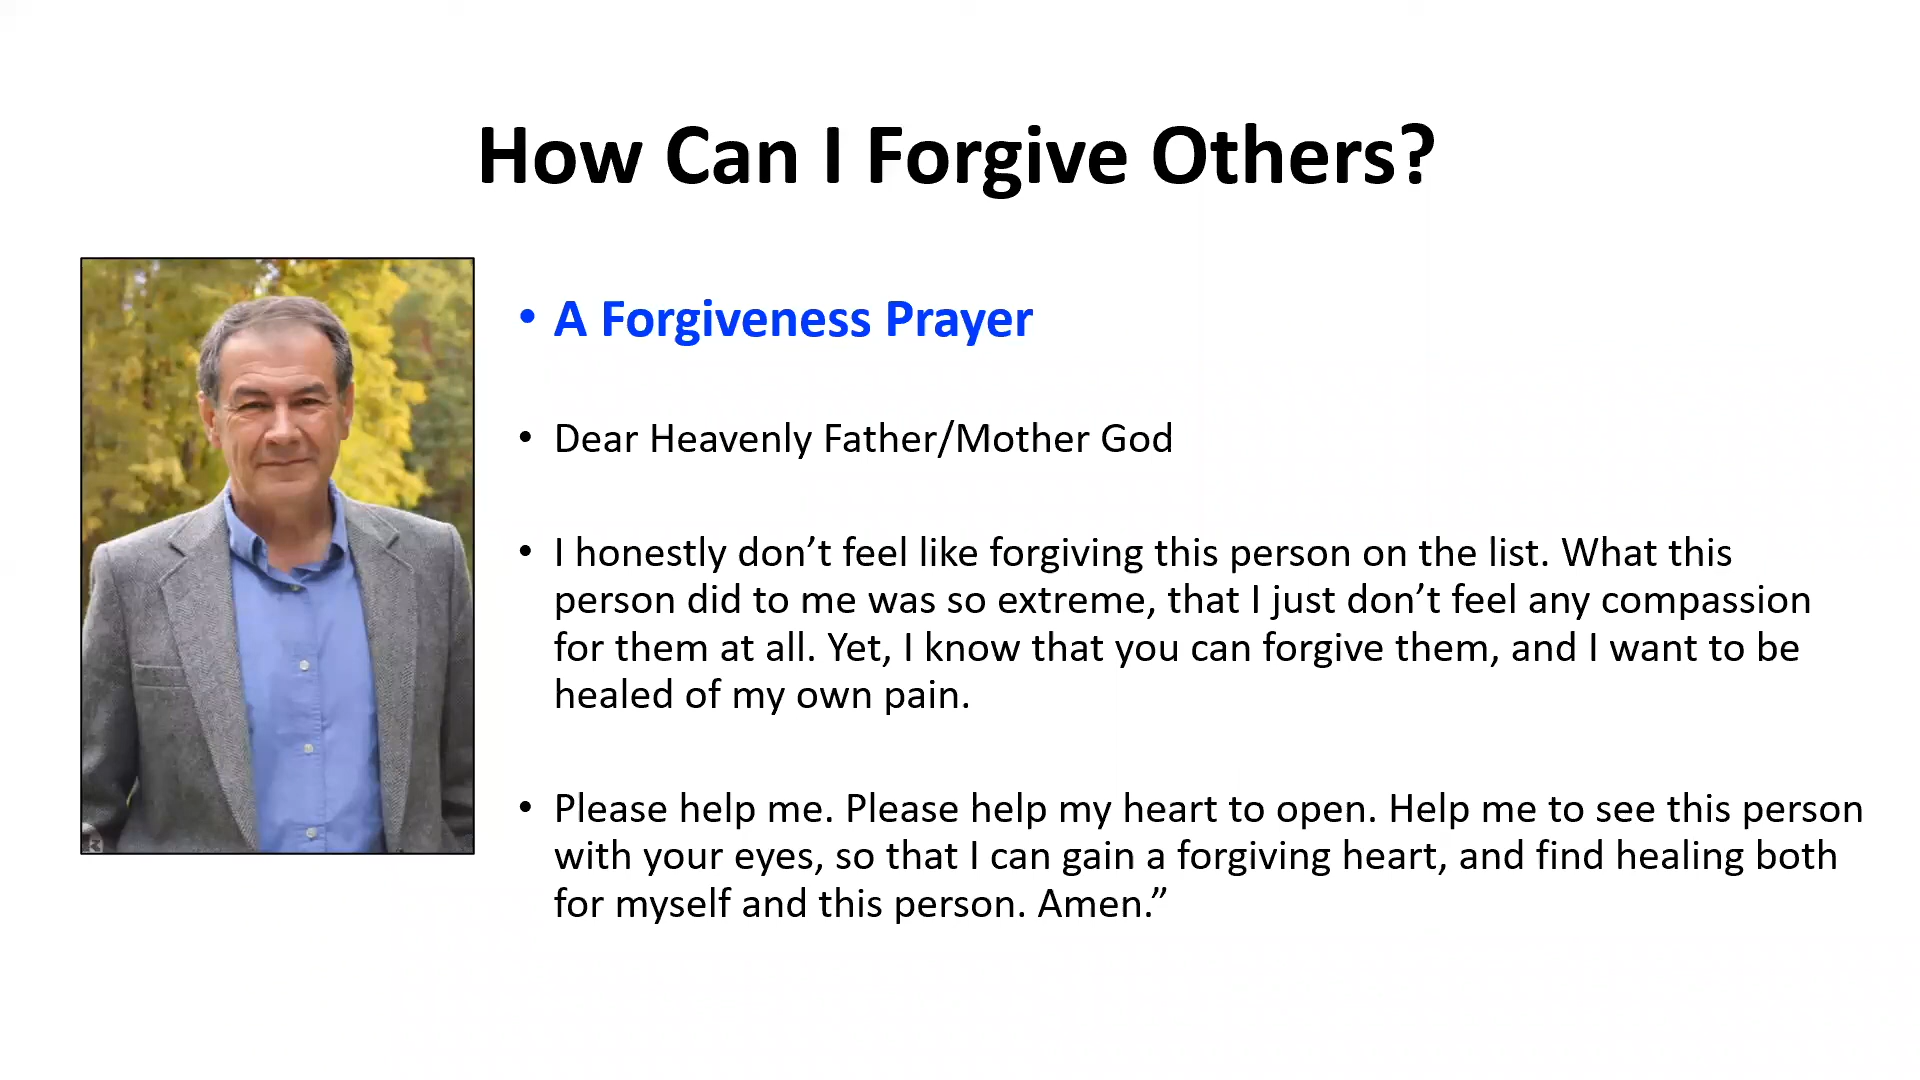 How Can I Forgive Others?
• A Forgiveness Prayer
• Dear Heavenly Father/Mother God
• I honestly don’t feel like forgiving this person on the list. What this
person did to me was so extreme, that I just don’t feel any compassion
for them at all. Yet, I know that you can forgive them, and I want to be
healed of my own pain.
• Please help me. Please help my heart to open. Help me to see this person
with your eyes, so that I can gain a forgiving heart, and find healing both
for myself and this person. Amen.”